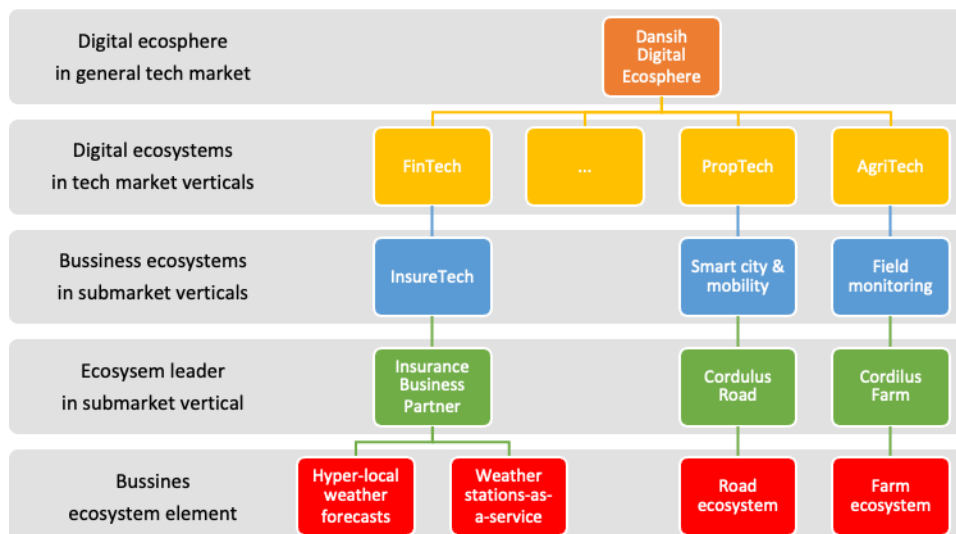 Digital ecosphere
in general tech market
Dansih
Digital
Ecosphere
Digital ecosystems
in tech market verticals
FinTech
...
PropTech
AgriTech
Bussiness ecosystems
in submarket verticals
InsureTech
Smart city &
mobility
Field
monitoring
Ecosysem leader
in submarket vertical
Insurance
Business
Partner
Cordulus
Road
Cordilus
Farm
Bussines
ecosystem element
Hyper-local
weather
forecasts
Weather
stations-as-
a-service
Road
ecosystem
Farm
ecosystem